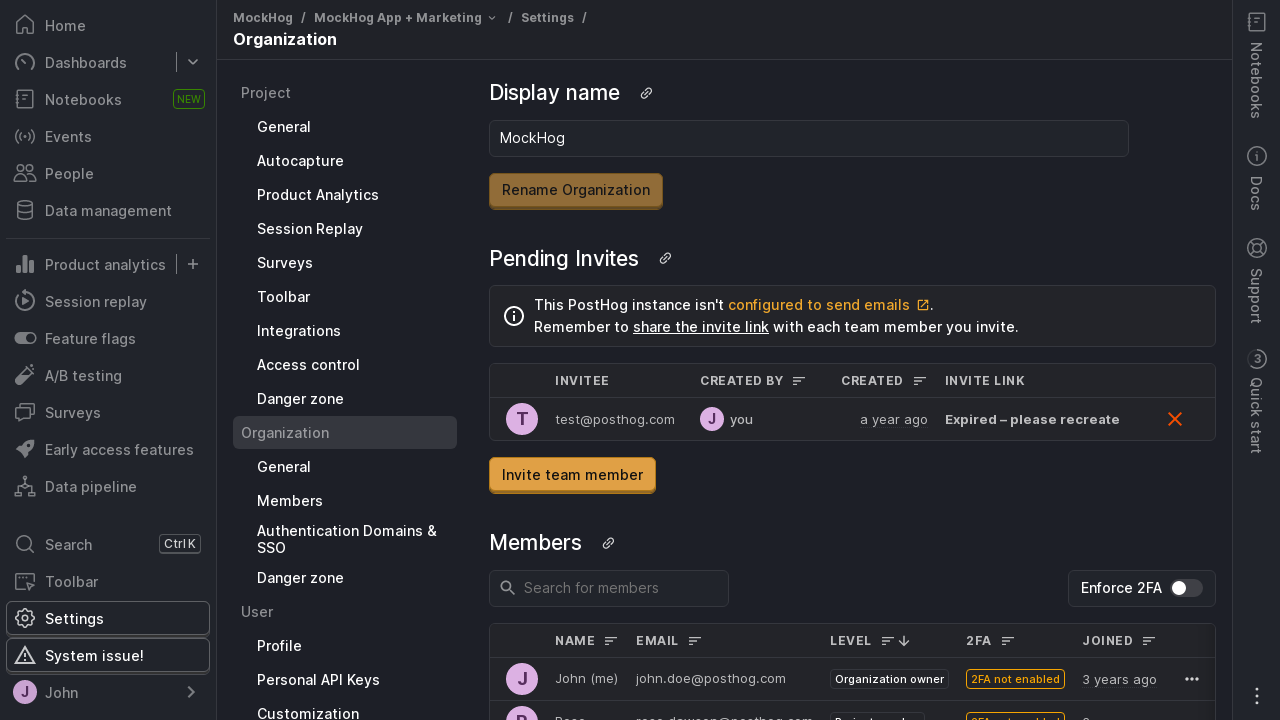 Home
Dashboards
Notebooks NEW
Events
People
Data management
Product analytics
Session replay
Feature flags
A/B testing
Surveys
Early access features
Data pipeline
Search Ctrl K
Toolbar
Settings
System issue!
J John
MockHog / MockHog App + Marketing / Settings /
Organization
Project
General
Autocapture
Product Analytics
Session Replay
Surveys
Toolbar
Integrations
Access control
Danger zone
Organization
General
Members
Authentication Domains &
SSO
Danger zone
User
Profile
Personal API Keys
Customization
Display name
MockHog
Rename Organization
Pending Invites
This PostHog instance isn't configured to send emails .
Remember to share the invite link with each team member you invite.
INVITEE CREATED BY CREATED INVITE LINK
T test@posthog.com J you a year ago Expired – please recreate
Invite team member
Members
Search for members Enforce 2FA
NAME EMAIL LEVEL 2FA JOINED
J John (me) john.doe@posthog.com Organization owner 2FA not enabled 3 years ago
Notebooks
Docs
Support
3 Quick start